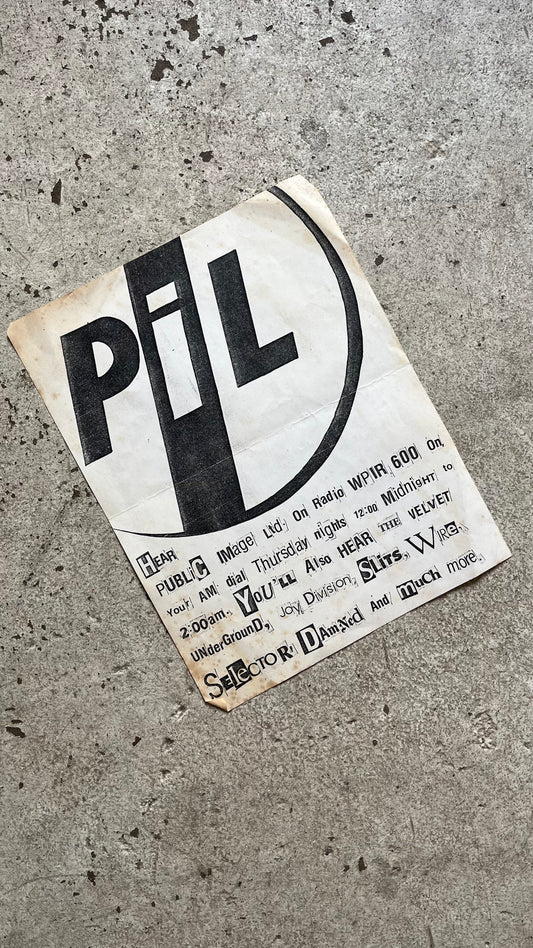 PiL
HEAR
PUBLIC IMage Ltd. On Radio WPIR 600 On
Your AM dial Thursday nights 12:00 Midnight to
2:00am. You'll Also HEAR THE VELVET
UNderGrounD, Joy Division, Slits, Wire,
SElecTOR, DAmNed And much more.